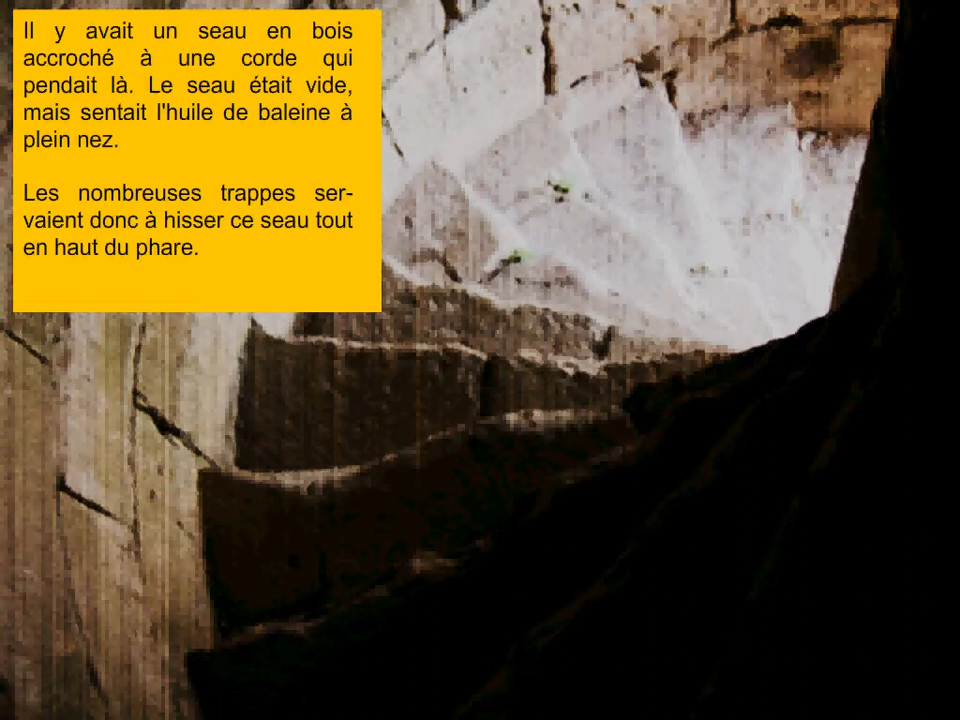 Il y avait un seau en bois
accroché à une corde qui
pendait là. Le seau était vide,
mais sentait l'huile de baleine à
plein nez.
Les nombreuses trappes ser-
vaient donc à hisser ce seau tout
en haut du phare.